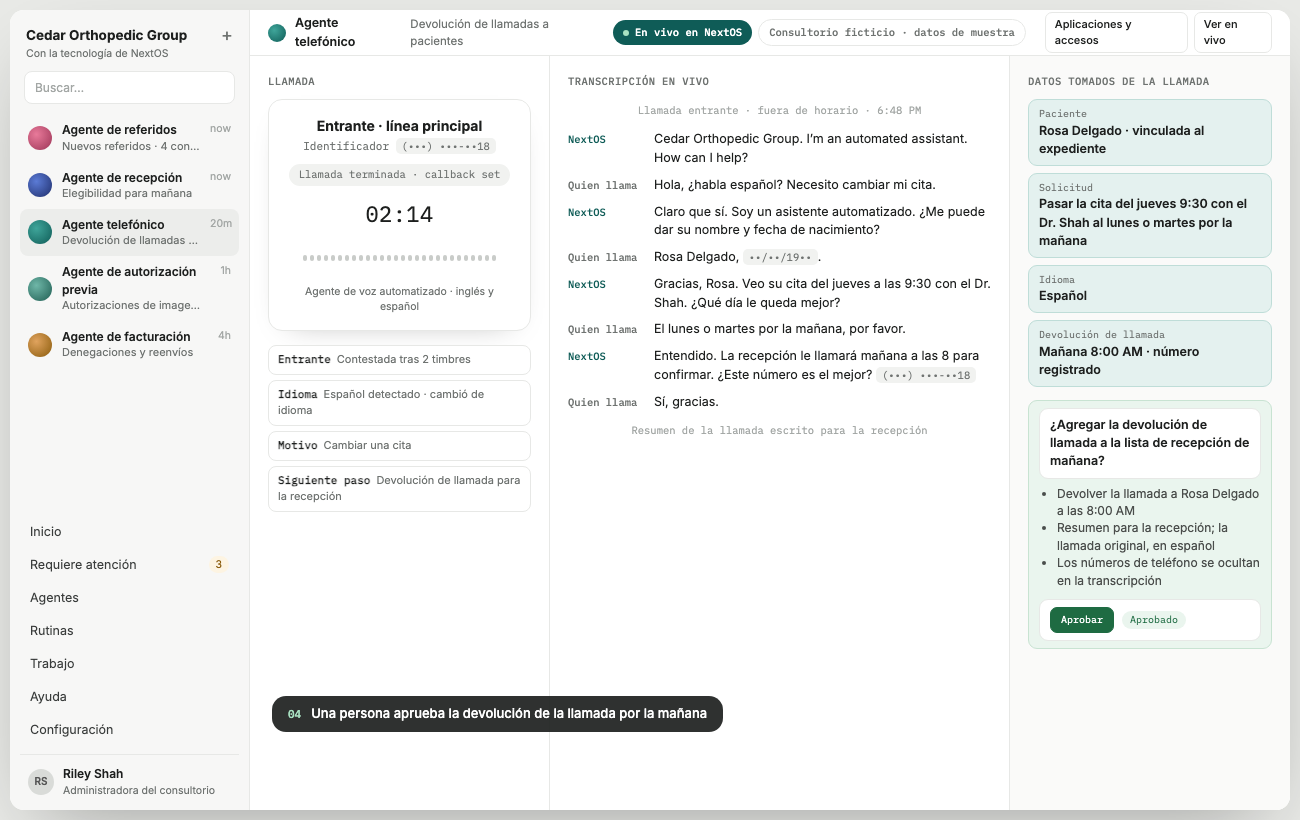 Cedar Orthopedic Group
+
Con la tecnología de NextOS
Buscar...
Agente de referidos
now
Nuevos referidos · 4 con...
Agente de recepción
now
Elegibilidad para mañana
Agente telefónico
20m
Devolución de llamadas ...
Agente de autorización
previa
1h
Autorizaciones de image...
Agente de facturación
4h
Denegaciones y reenvíos
Inicio
Requiere atención
3
Agentes
Rutinas
Trabajo
Ayuda
Configuración
RS
Riley Shah
Administradora del consultorio
Agente
telefónico
Devolución de llamadas a
pacientes
En vivo en NextOS
Consultorio ficticio · datos de muestra
Aplicaciones y
accesos
Ver en
vivo
LLAMADA
Entrante · línea principal
Identificador (•••) •••-••18
Llamada terminada · callback set
02:14
Agente de voz automatizado · inglés y
español
Entrante Contestada tras 2 timbres
Idioma Español detectado · cambió de
idioma
Motivo Cambiar una cita
Siguiente paso Devolución de llamada para
la recepción
TRANSCRIPCIÓN EN VIVO
Llamada entrante · fuera de horario · 6:48 PM
NextOS Cedar Orthopedic Group. I'm an automated assistant.
How can I help?
Quien llama Hola, ¿habla español? Necesito cambiar mi cita.
NextOS Claro que sí. Soy un asistente automatizado. ¿Me puede
dar su nombre y fecha de nacimiento?
Quien llama Rosa Delgado, ••/••/19••.
NextOS Gracias, Rosa. Veo su cita del jueves a las 9:30 con el Dr.
Shah. ¿Qué día le queda mejor?
Quien llama El lunes o martes por la mañana, por favor.
NextOS Entendido. La recepción le llamará mañana a las 8 para
confirmar. ¿Este número es el mejor? (•••) •••-••18
Quien llama Sí, gracias.
Resumen de la llamada escrito para la recepción
04 Una persona aprueba la devolución de la llamada por la mañana
DATOS TOMADOS DE LA LLAMADA
Paciente
Rosa Delgado · vinculada al
expediente
Solicitud
Pasar la cita del jueves 9:30 con el
Dr. Shah al lunes o martes por la
mañana
Idioma
Español
Devolución de llamada
Mañana 8:00 AM · número
registrado
¿Agregar la devolución de
llamada a la lista de recepción de
mañana?
• Devolver la llamada a Rosa Delgado
a las 8:00 AM
• Resumen para la recepción; la
llamada original, en español
• Los números de teléfono se ocultan
en la transcripción
Aprobar
Aprobado